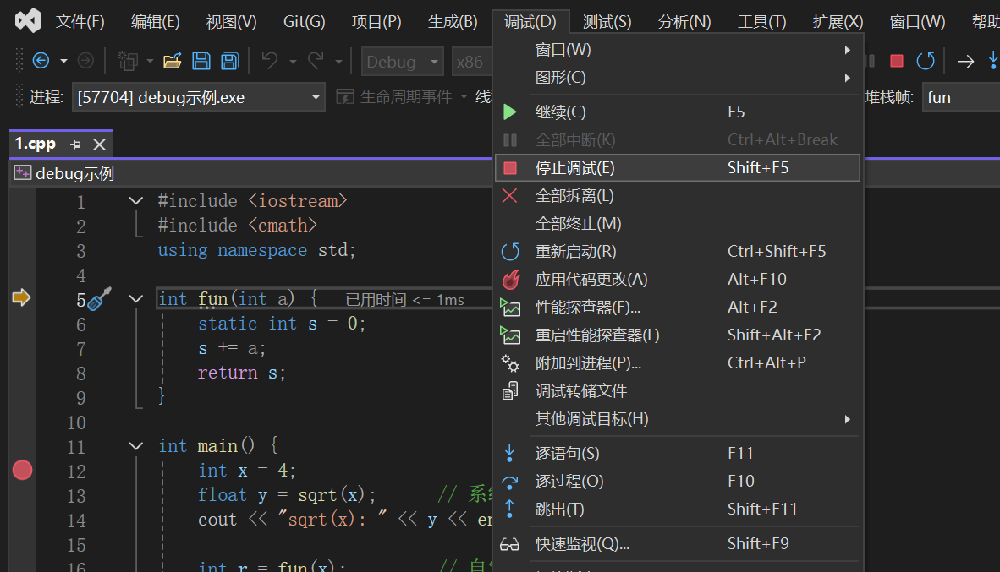 文件(F) 编辑(E) 视图(V) Git(G) 项目(P) 生成(B) 调试(D) 测试(S) 分析(N) 工具(T) 扩展(X) 窗口(W) 帮助
Debug x86
进程: [57704] debug示例.exe 生命周期事件 线 堆栈帧: fun
1.cpp
debug示例
1 #include <iostream>
2 #include <cmath>
3 using namespace std;
4
5 int fun(int a) { 已用时间 <= 1ms
6 static int s = 0;
7 s += a;
8 return s;
9 }
10
11 int main() {
12 int x = 4;
13 float y = sqrt(x); // 系
14 cout << "sqrt(x): " << y << en
15
16 int r = fun(x); // 自
窗口(W)
图形(C)
继续(C) F5
全部中断(K) Ctrl+Alt+Break
停止调试(E) Shift+F5
全部拆离(L)
全部终止(M)
重新启动(R) Ctrl+Shift+F5
应用代码更改(A) Alt+F10
性能探查器(F)... Alt+F2
重启性能探查器(L) Shift+Alt+F2
附加到进程(P)... Ctrl+Alt+P
调试转储文件
其他调试目标(H)
逐语句(S) F11
逐过程(O) F10
跳出(T) Shift+F11
快速监视(Q)... Shift+F9